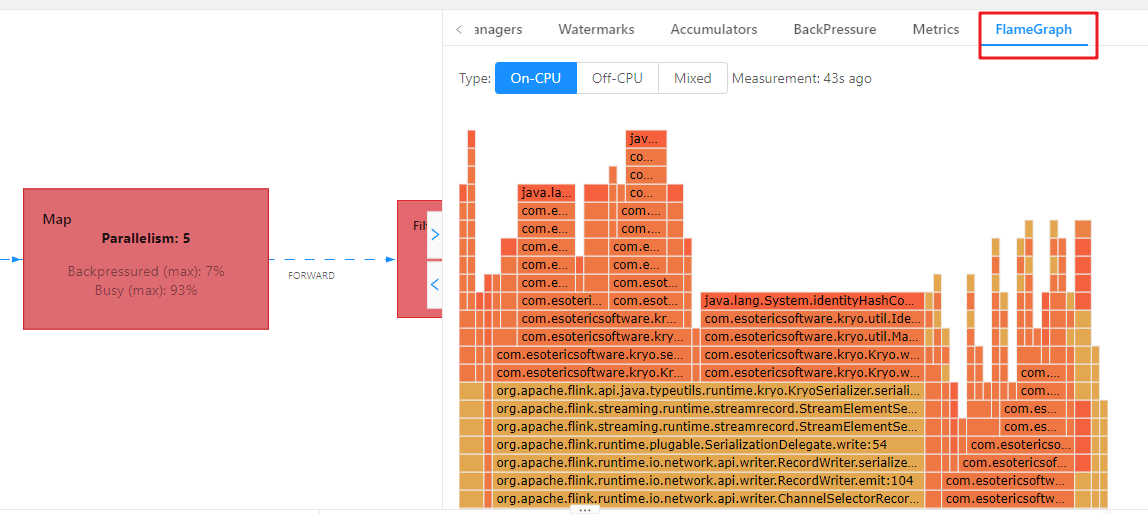 anagers Watermarks Accumulators BackPressure Metrics FlameGraph
Type: On-CPU Off-CPU Mixed Measurement: 43s ago
Map
Parallelism: 5
Backpressured (max): 7%
Busy (max): 93%
FORWARD
Filt
jav...
co...
co...
java.la... co...
com.e... com....
com.e... com....
com.e... com.e...
com.e... com.e...
com.e... com.esot...
com.esoteri... com.esot... java.lang.System.identityHashCo...
com.esotericsoftware.kr... com.esotericsoftware.kryo.util.Ide...
com.esotericsoftware.kry... com.esotericsoftware.kryo.util.Ma...
com.esotericsoftware.kryo.se... com.esotericsoftware.kryo.Kryo.w...
com.esotericsoftware.kryo.Kr... com.esotericsoftware.kryo.Kryo.w... com....
org.apache.flink.api.java.typeutils.runtime.kryo.KryoSerializer.seriali... com....
org.apache.flink.streaming.runtime.streamrecord.StreamElementSe... com.es...
org.apache.flink.streaming.runtime.streamrecord.StreamElementSe... com.es...
org.apache.flink.runtime.plugable.SerializationDelegate.write:54 com.esotericso...
org.apache.flink.runtime.io.network.api.writer.RecordWriter.serialize... com.esotericsof...
org.apache.flink.runtime.io.network.api.writer.RecordWriter.emit:104 com.esotericsoftw...
org.apache.flink.runtime.io.network.api.writer.ChannelSelectorRecor... com.esotericsoftw...